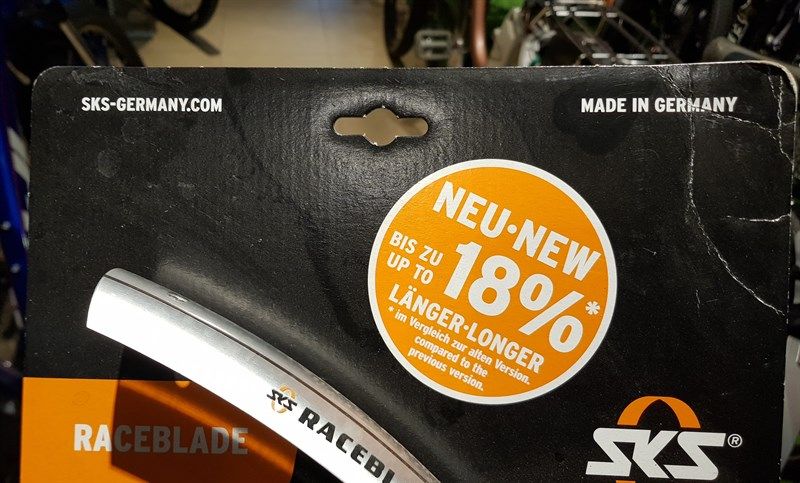 SKS-GERMANY.COM
MADE IN GERMANY
NEU·NEW
BIS ZU
UP TO
18%*
LÄNGER·LONGER
* im Vergleich zur alten Version.
compared to the
previous version.
SKS RACEBL
RACEBLADE
SKS®